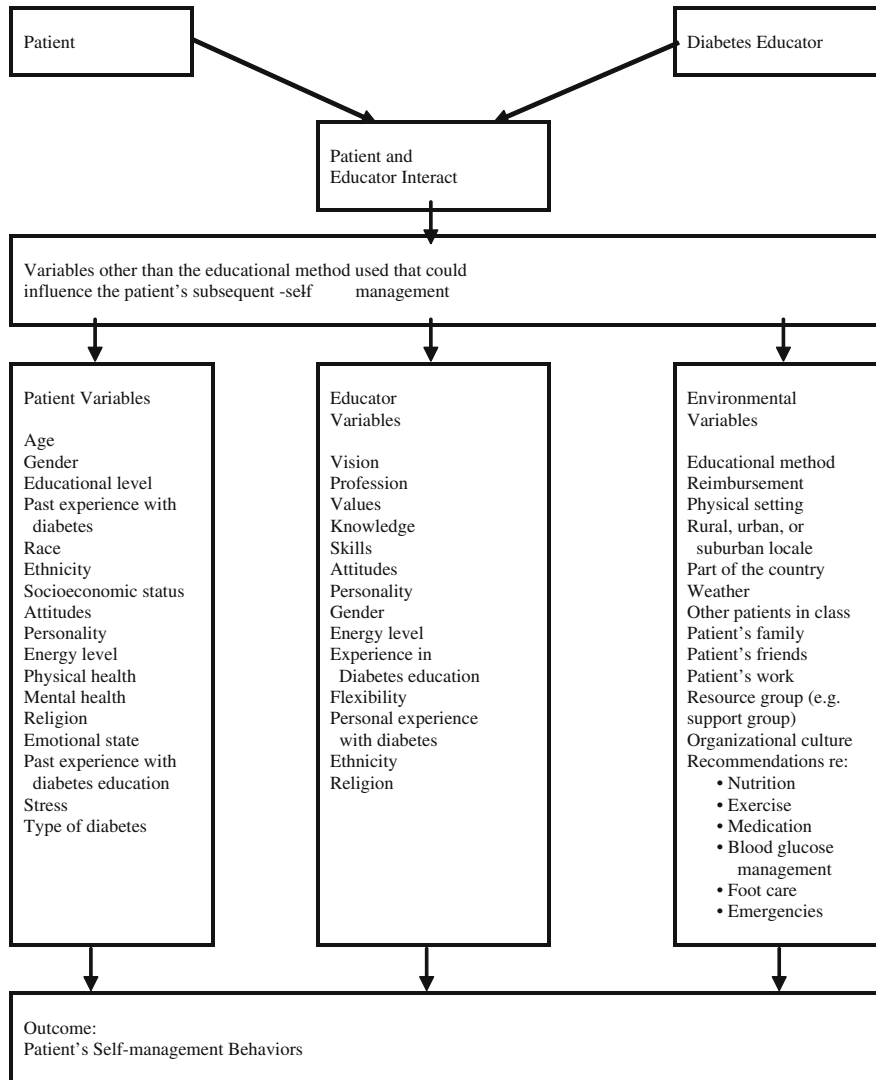 Patient
Diabetes Educator
Patient and
Educator Interact
Variables other than the educational method used that could
influence the patient's subsequent -self management
Patient Variables
Age
Gender
Educational level
Past experience with
diabetes
Race
Ethnicity
Socioeconomic status
Attitudes
Personality
Energy level
Physical health
Mental health
Religion
Emotional state
Past experience with
diabetes education
Stress
Type of diabetes
Educator
Variables
Vision
Profession
Values
Knowledge
Skills
Attitudes
Personality
Gender
Energy level
Experience in
Diabetes education
Flexibility
Personal experience
with diabetes
Ethnicity
Religion
Environmental
Variables
Educational method
Reimbursement
Physical setting
Rural, urban, or
suburban locale
Part of the country
Weather
Other patients in class
Patient's family
Patient's friends
Patient's work
Resource group (e.g.
support group)
Organizational culture
Recommendations re:
• Nutrition
• Exercise
• Medication
• Blood glucose
management
• Foot care
• Emergencies
Outcome:
Patient's Self-management Behaviors